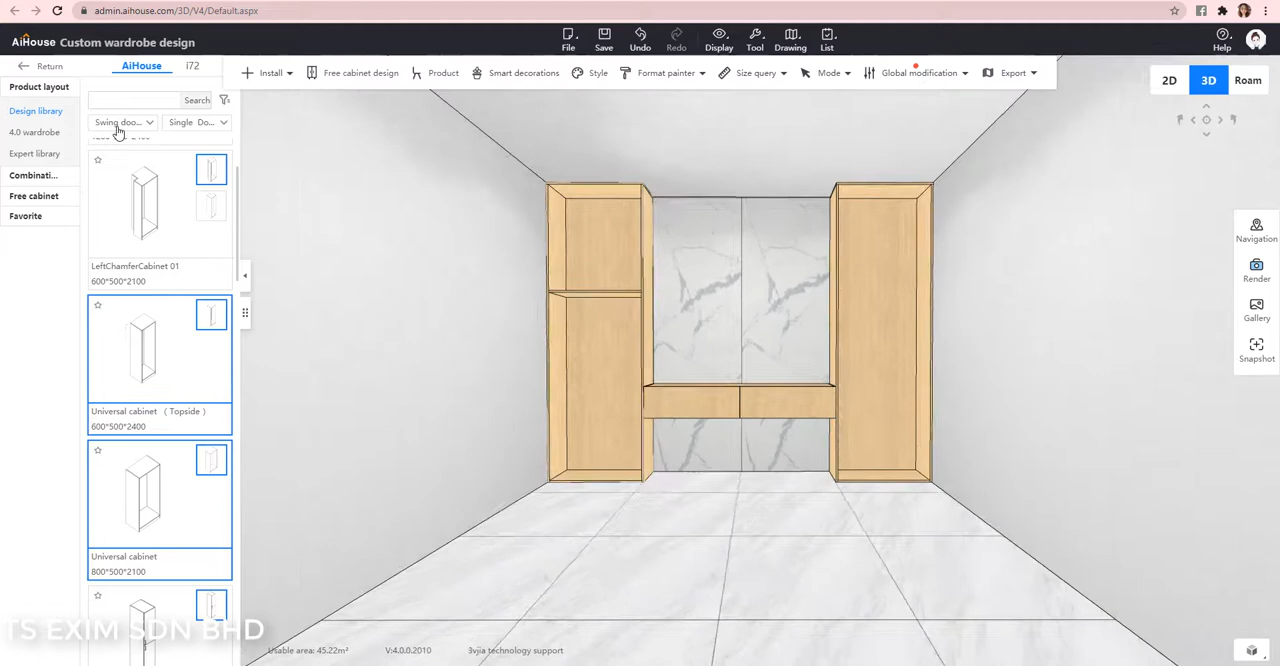 admin.aihouse.com/3D/V4/Default.aspx
AiHouse Custom wardrobe design
File
Save
Undo
Redo
Display
Tool
Drawing
List
Help
Return
AiHouse
i72
Install
Free cabinet design
Product
Smart decorations
Style
Format painter
Size query
Mode
Global modification
Export
2D
3D
Roam
Product layout
Design library
4.0 wardrobe
Expert library
Combinati...
Free cabinet
Favorite
Search
Swing doo...
Single Do...
LeftChamferCabinet 01
600*500*2100
Universal cabinet ( Topside )
600*500*2400
Universal cabinet
800*500*2100
Navigation
Render
Gallery
Snapshot
TS EXIM SDN BHD
Usable area: 45.22m²
V:4.0.0.2010
3vjia technology support